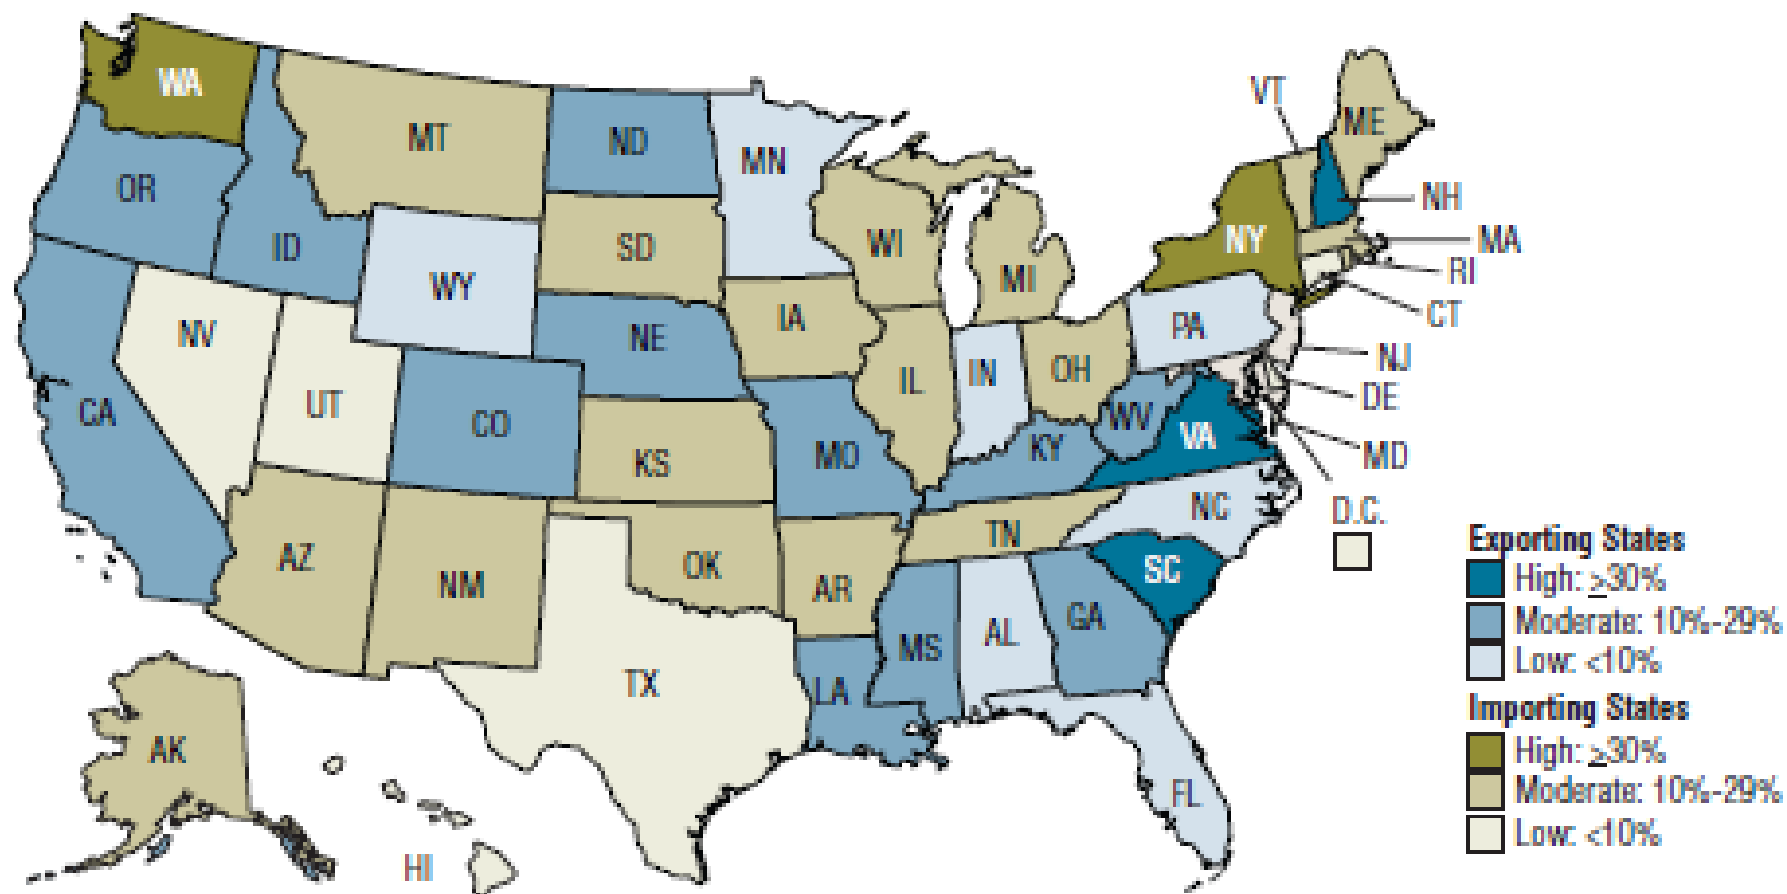 WA
VT
ME
MT
ND
MN
OR
NH
ID
SD
WI
NY
MA
WY
MI
RI
NV
NE
IA
PA
CT
UT
CA
CO
IL
IN
OH
NJ
DE
KS
MO
KY
WV
VA
MD
NC
D.C.
AZ
NM
OK
AR
TN
SC
TX
LA
MS
AL
GA
AK
FL
HI
Exporting States
High: ≥30%
Moderate: 10%-29%
Low: <10%
Importing States
High: ≥30%
Moderate: 10%-29%
Low: <10%